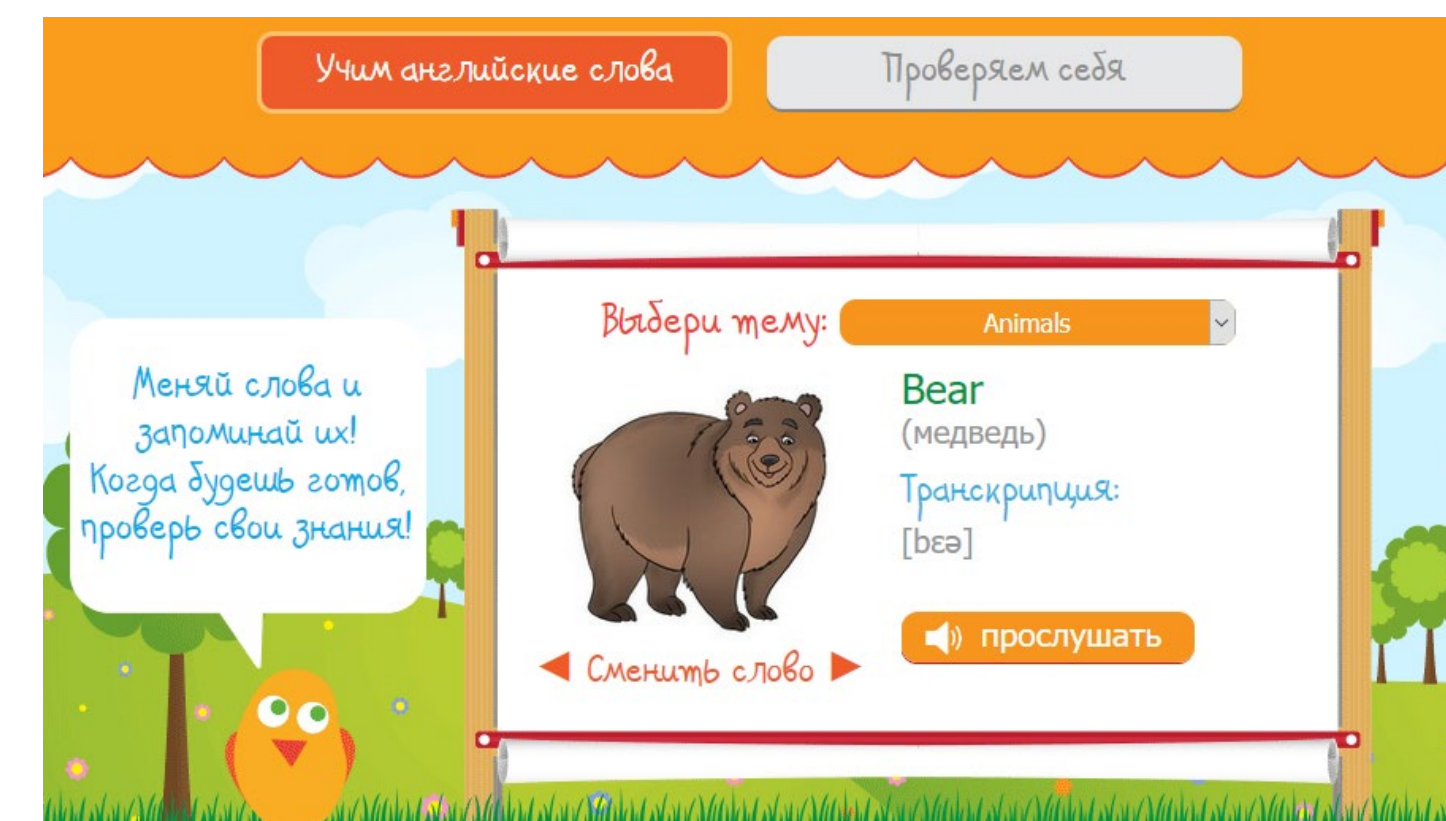 Учим английские слова
Проверяем себя
Меняй слова и
запоминай их!
Когда будешь готов,
проверь свои знания!
Выбери тему:
Animals
Bear
(медведь)
Транскрипция:
[bɛə]
прослушать
Сменить слово